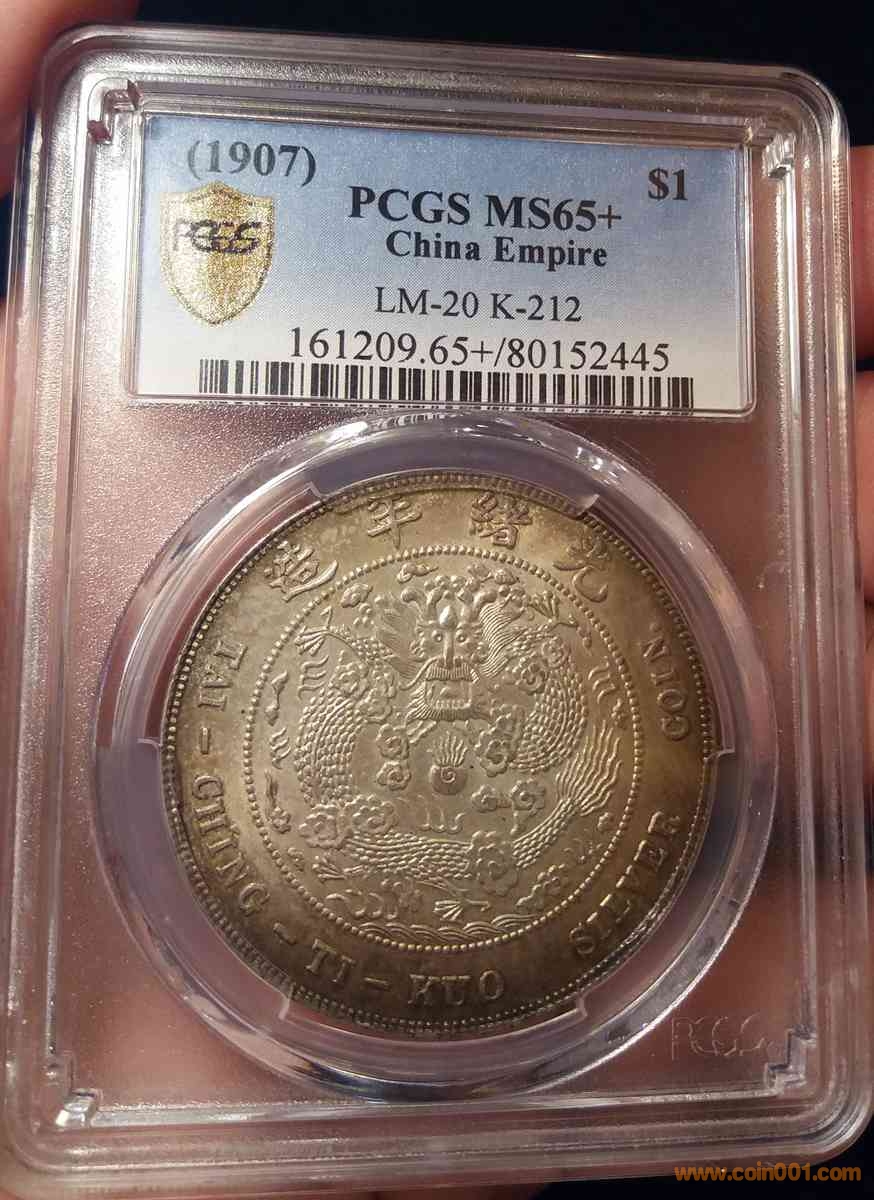 (1907)
$1
PCGS
PCGS MS65+
China Empire
LM-20 K-212
161209.65+/80152445
光緒年造
TAI-CHING-TI-KUO SILVER COIN.
PCGS
www.coin001.com